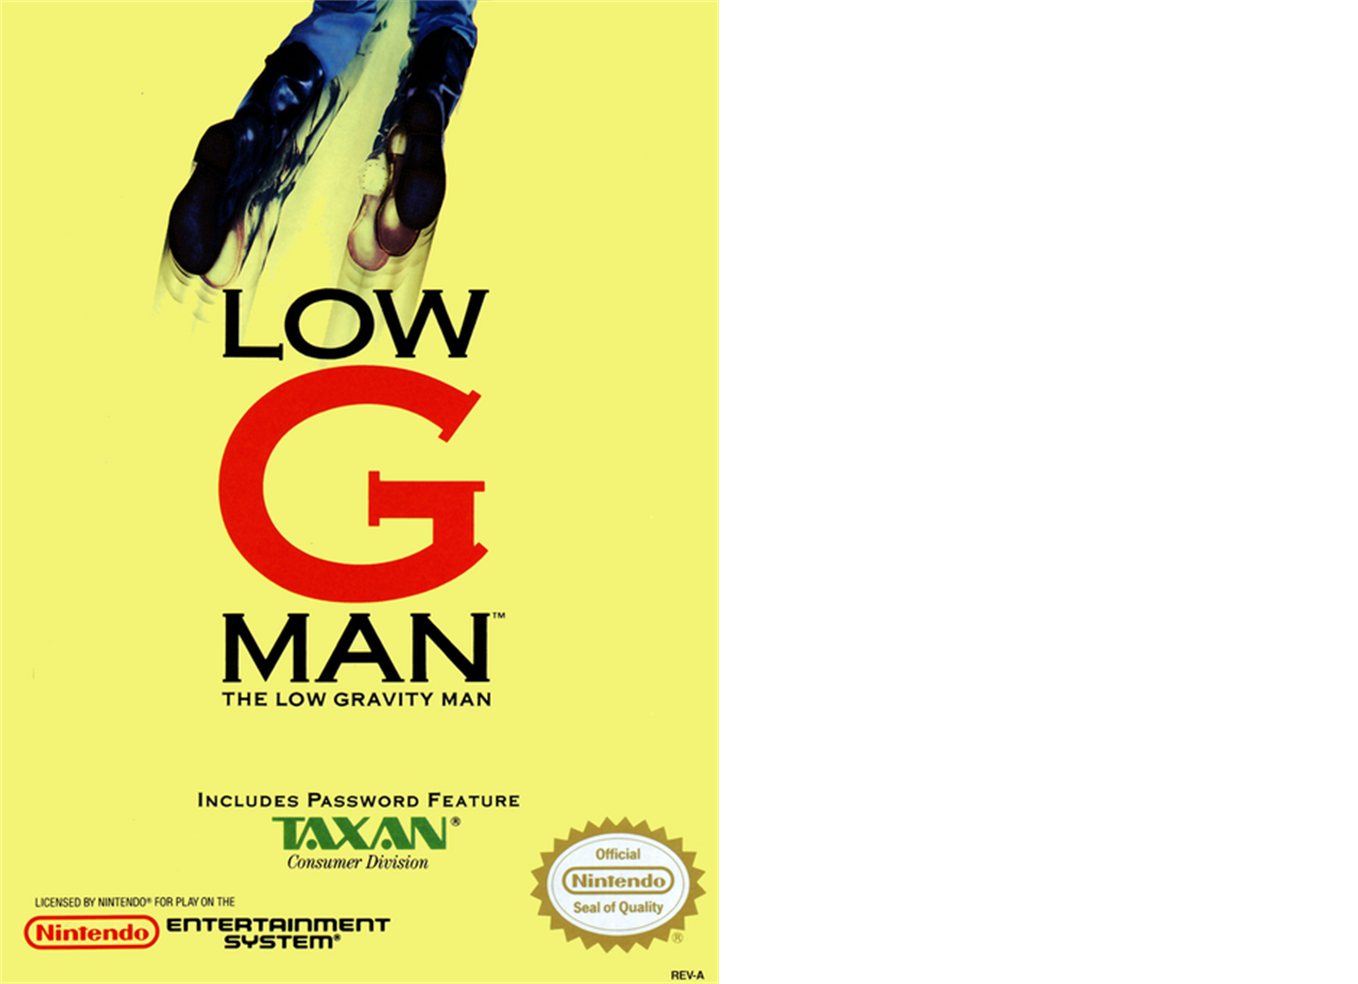 LOW
G
MAN™
THE LOW GRAVITY MAN
INCLUDES PASSWORD FEATURE
TAXAN®
Consumer Division
Official
Nintendo
Seal of Quality
®
LICENSED BY NINTENDO® FOR PLAY ON THE
Nintendo ENTERTAINMENT
SYSTEM®
REV-A